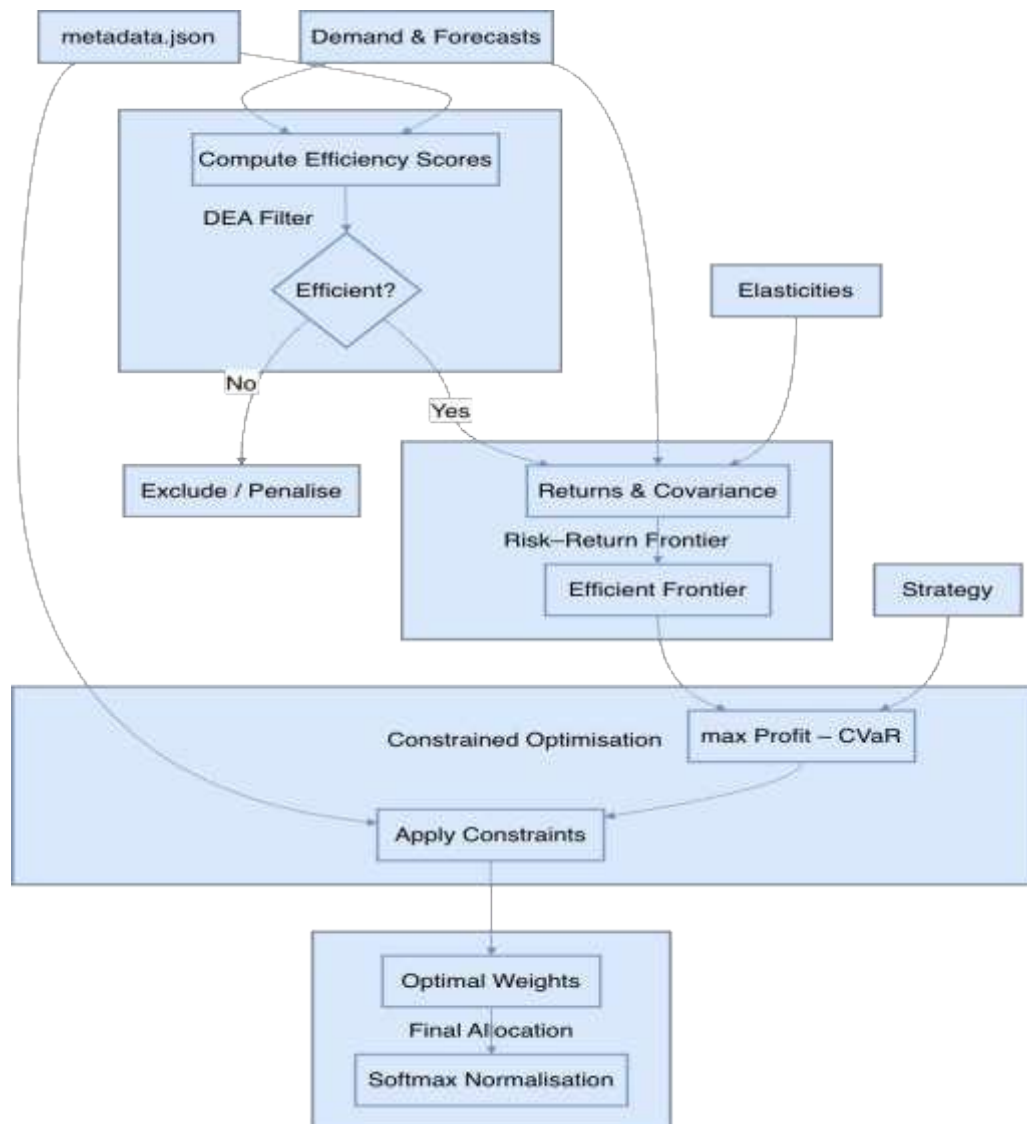 metadata.json
Demand & Forecasts
Compute Efficiency Scores
DEA Filter
Efficient?
Elasticities
No
Yes
Exclude / Penalise
Returns & Covariance
Risk–Return Frontier
Efficient Frontier
Strategy
max Profit – CVaR
Constrained Optimisation
Apply Constraints
Optimal Weights
Final Allocation
Softmax Normalisation